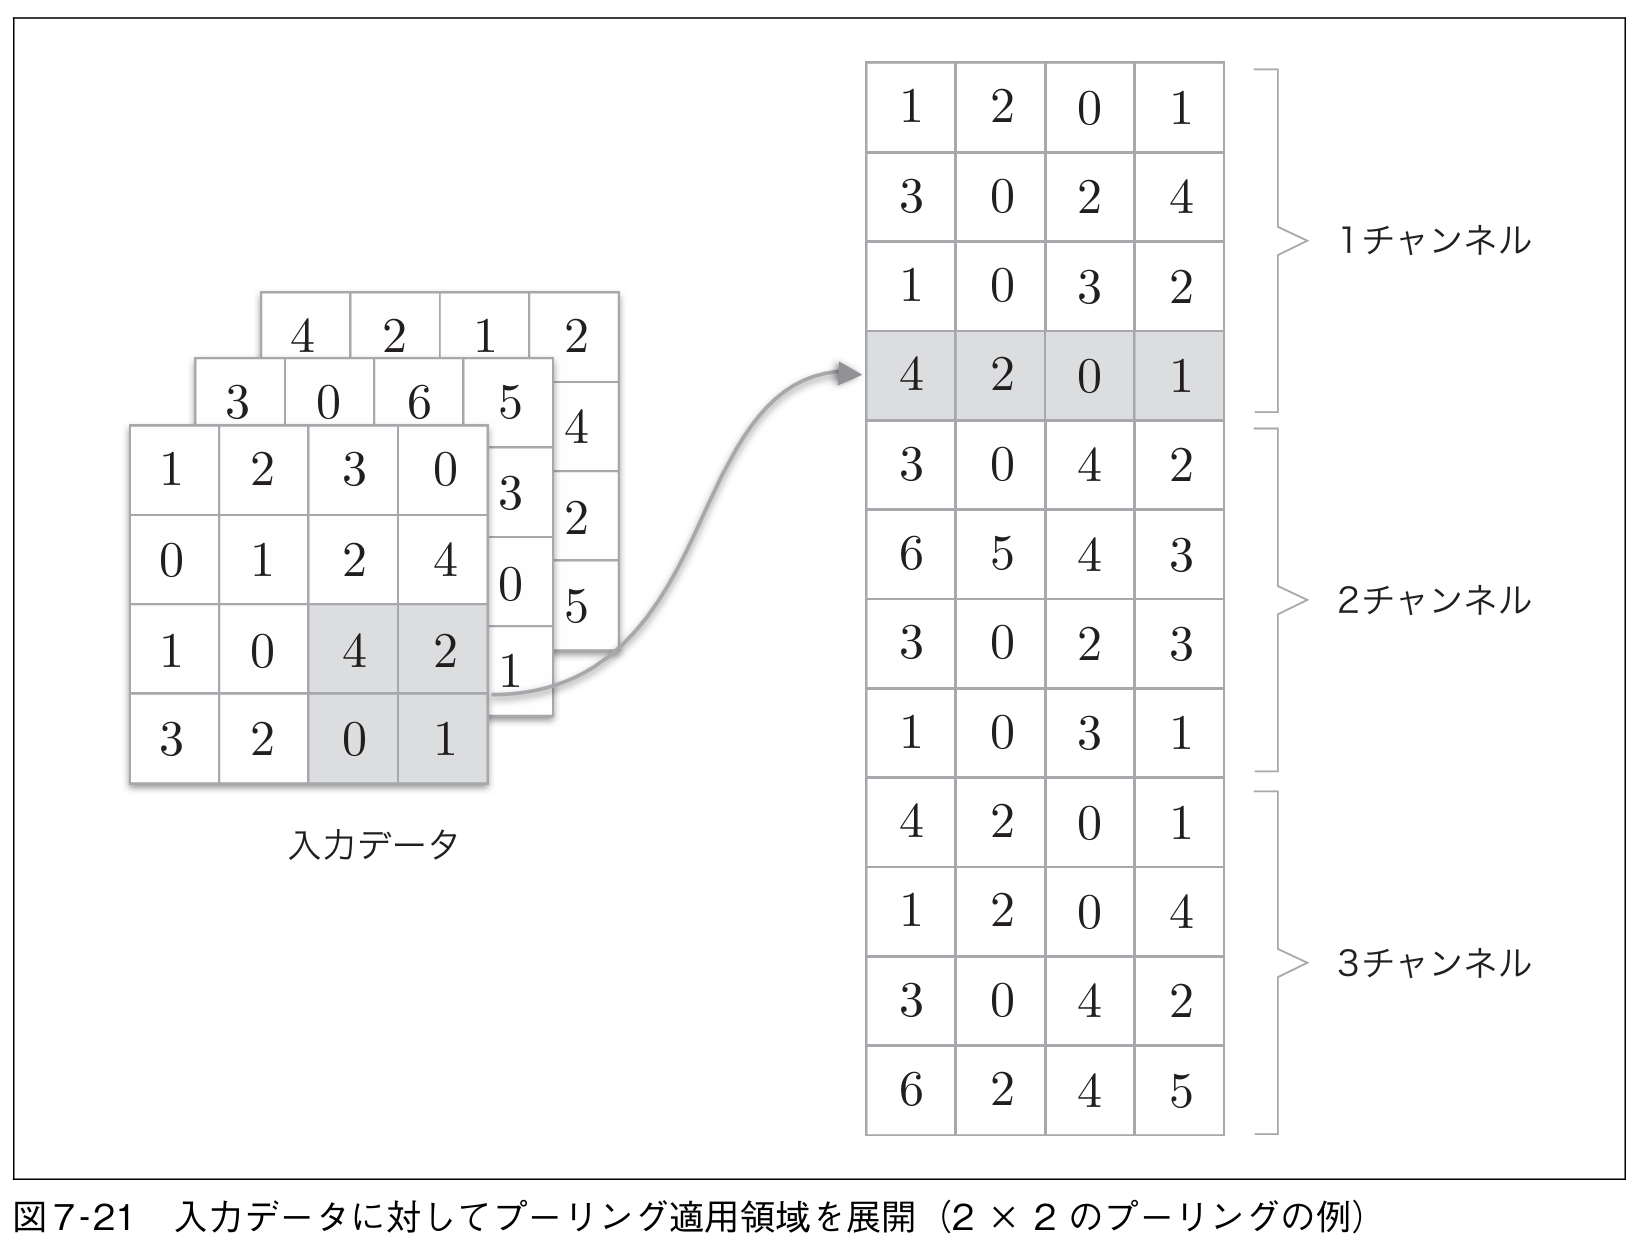 4 2 1 2
4
2
5
3 0 6 5
3
0
1
1 2 3 0
0 1 2 4
1 0 4 2
3 2 0 1
入力データ
1 2 0 1
3 0 2 4
1 0 3 2
4 2 0 1
3 0 4 2
6 5 4 3
3 0 2 3
1 0 3 1
4 2 0 1
1 2 0 4
3 0 4 2
6 2 4 5
1チャンネル
2チャンネル
3チャンネル
図7-21 入力データに対してプーリング適用領域を展開（2 × 2 のプーリングの例）